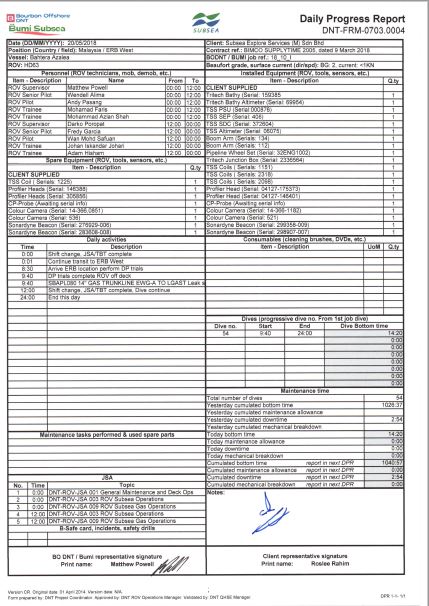 Bourbon Offshore
DNT
Bumi Subsea
SUBSEA
Daily Progress Report
DNT-FRM-0703.0004
Date (DD/MM/YYYY): 20/05/2018
Position (Country / field): Malaysia / ERB West
Vessel: Bahtera Azalea
ROV: HD63
Client: Subsea Explore Services (M) Sdn Bhd
Contract ref.: BIMCO SUPPLYTIME 2005, dated 9 March 2018
BODNT / BUMI job ref.: 18_10_I
Beaufort grade, surface current (dir/spd): BG: 2, current: <1KN
Personnel (ROV technicians, mob, demob, etc.)
Item - Description Name From To
ROV Supervisor Matthew Powell 00:00 12:00
ROV Senior Pilot Wendell Alma 00:00 12:00
ROV Pilot Andy Pasang 00:00 12:00
ROV Trainee Mohamad Faris 00:00 12:00
ROV Trainee Mohammad Azlan Shah 00:00 12:00
ROV Supervisor Darko Poropat 12:00 00:00
ROV Senior Pilot Fredy Garcia 12:00 00:00
ROV Pilot Wan Mohd Safuan 12:00 00:00
ROV Trainee Johan Iskandar Johari 12:00 00:00
ROV Trainee Adam Hisham 12:00 00:00
Installed Equipment (ROV, tools, sensors, etc.)
Item - Description Q.ty
CLIENT SUPPLIED
Tritech Bathy (Serial: 159385 1
Tritech Bathy Altimeter (Serial: 69954) 1
TSS PSU (Serial:000878) 1
TSS SEP (Serial: 406) 1
TSS SDC (Serial: 372604) 1
TSS Altimeter (Serial: 06075) 1
Boom Arm (Serial: 134) 1
Boom Arm (Serial: 112) 1
Pipeline Wheel Set (Serial: 32ENG1002) 1
Tritech Junction Box (Serial: 2336564) 1
TSS Coils (Serials: 1151) 1
TSS Coils (Serials: 2318) 1
TSS Coils (Serials: 2098) 1
Profiler Head (Serial: 04127-175373) 1
Profiler Head (Serial: 04127-146401) 1
CP-Probe (Awaiting serial info) 1
Colour Camera (Serial: 14-366-1182) 1
Colour Camera (Serial: 521) 1
Sonardyne Beacon (Serial: 299358-009) 1
Sonardyne Beacon (Serial: 298907-007) 1
Spare Equipment (ROV, tools, sensors, etc.)
Item - Description Q.ty
CLIENT SUPPLIED
TSS Coil ( Serials: 1225) 1
Profiler Heads (Serial: 148388) 1
Profiler Heads (Serial: 305856) 1
CP-Probe (Awaiting serial info) 1
Colour Camera (Serial: 14-366,0851) 1
Colour Camera (Serial: 536) 1
Sonardyne Beacon (Serial: 276929-006) 1
Sonardyne Beacon (Serial: 283608-008) 1
Daily activities
Time Description
0:00 Shift complete, JSA/TBT complete
0:01 Continue transit to ERB West
8:30 Arrive ERB location perform DP trials
9:40 DP trials complete ROV off deck
9:40 SBAPL080 14" GAS TRUNKLINE EWG-A TO LGAST Leak s
12:00 Shift change, JSA/TBT complete, Dive continue
24:00 End this day
Consumables (cleaning brushes, DVDs, etc.)
Item - Description UoM Q.ty
Dives (progressive dive no. From 1st job dive)
Dive no. Start End Dive Bottom time
54 9:40 24:00 14:20
0:00
0:00
0:00
0:00
0:00
0:00
Maintenance time
Total number of dives 54
Yesterday cumulated bottom time 1026:37
Yesterday cumulated maintenance allowance
Yesterday cumulated downtime 2:54
Yesterday cumulated mechanical breakdown
Today bottom time 14:20
Today maintenance allowance 0:00
Today downtime 0:00
Today mechanical breakdown 0:00
Cumulated bottom time report in next DPR 1040:57
Cumulated maintenance allowance report in next DPR 0:00
Cumulated downtime report in next DPR 2:54
Cumulated mechanical breakdown report in next DPR 0:00
Maintenance tasks performed & used spare parts
JSA
No. Time Topic
1 0:00 DNT-ROV-JSA 001 General Maintenance and Deck Ops
2 0:00 DNT-ROV-JSA 003 ROV Subsea Operations
3 0:00 DNT-ROV-JSA 009 ROV Subsea Gas Operations
4 12:00 DNT-ROV-JSA 003 ROV Subsea Operations
5 12:00 DNT-ROV-JSA 009 ROV Subsea Gas Operations
B-Safe card, incidents, safety drills
Notes:
BO DNT / Bumi representative signature
Print name: Matthew Powell
Client representative signature
Print name: Roslee Rahim
Version OR. Original date: 01 April 2014. Version date: N/A.
Form prepared by: DNT Project Coordinator. Approved by: DNT ROV Operations Manager. Validated by: DNT QHSE Manager.
DPR 1-1- 1/1